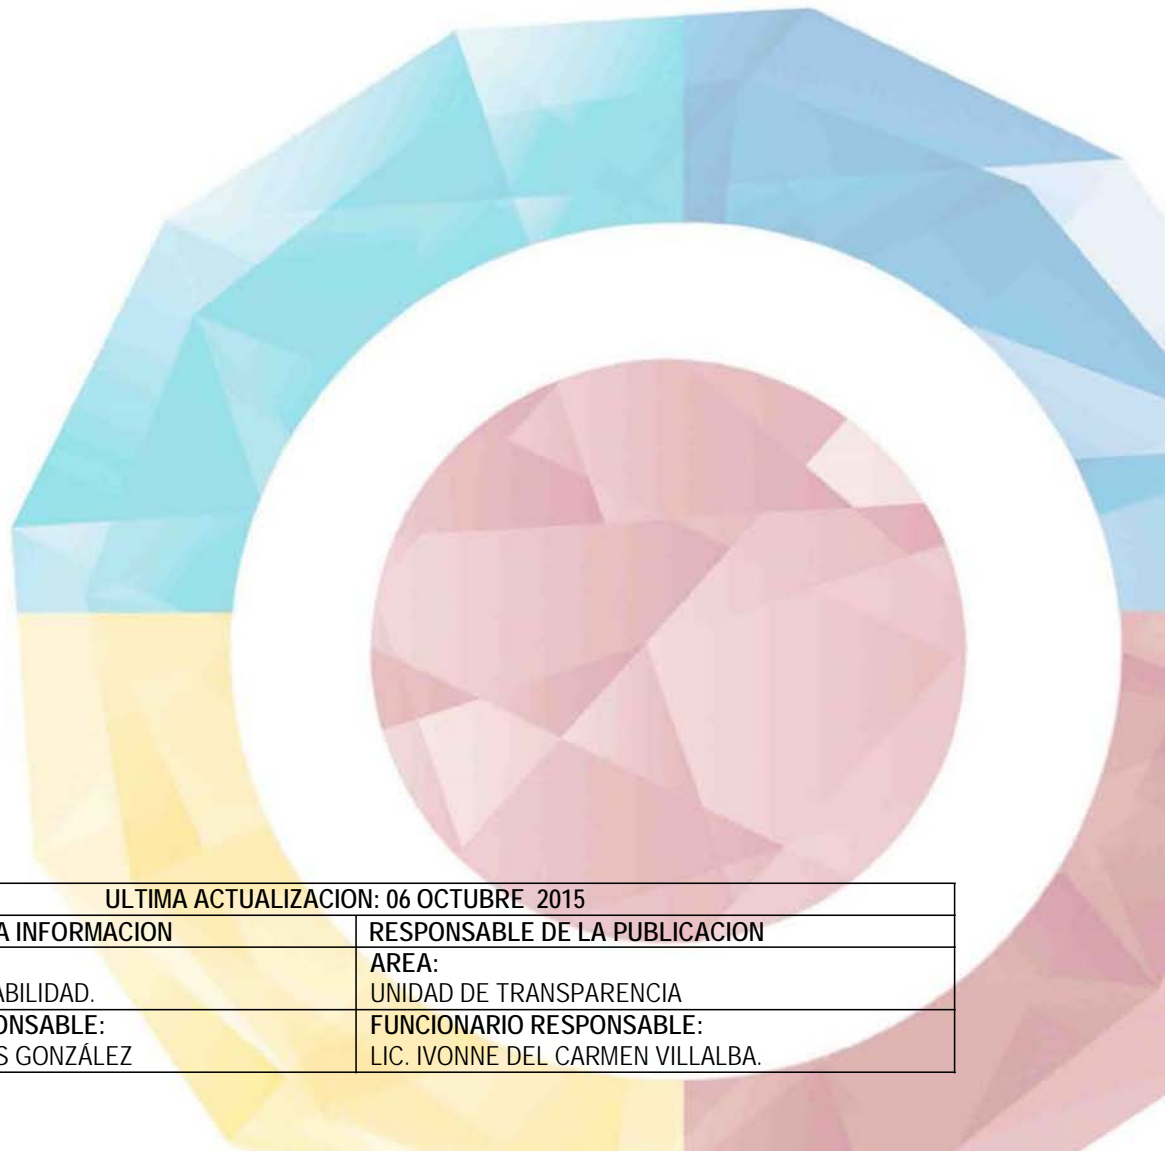 ULTIMA ACTUALIZACION: 06 OCTUBRE 2015
A INFORMACION RESPONSABLE DE LA PUBLICACION
AREA:
ABILIDAD. UNIDAD DE TRANSPARENCIA
ONSABLE: FUNCIONARIO RESPONSABLE:
S GONZÁLEZ LIC. IVONNE DEL CARMEN VILLALBA.